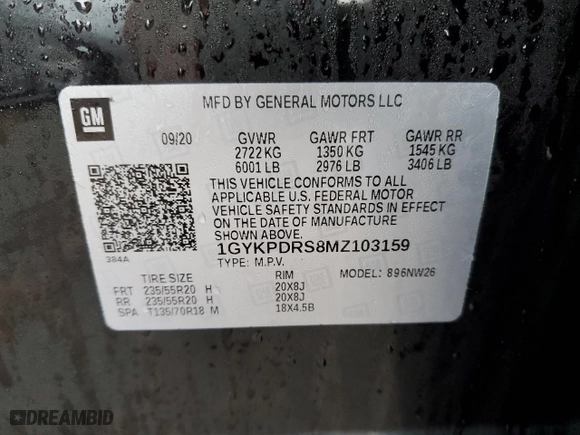 GM
MFD BY GENERAL MOTORS LLC
09/20 GVWR GAWR FRT GAWR RR
2722 KG 1350 KG 1545 KG
6001 LB 2976 LB 3406 LB
THIS VEHICLE CONFORMS TO ALL
APPLICABLE U.S. FEDERAL MOTOR
VEHICLE SAFETY STANDARDS IN EFFECT
ON THE DATE OF MANUFACTURE
SHOWN ABOVE.
384A
1GYKPDRS8MZ103159
TYPE: M.P.V. MODEL: 896NW26
TIRE SIZE RIM
FRT 235/55R20 H 20X8J
RR 235/55R20 H 20X8J
SPA T135/70R18 M 18X4.5B
DREAMBID